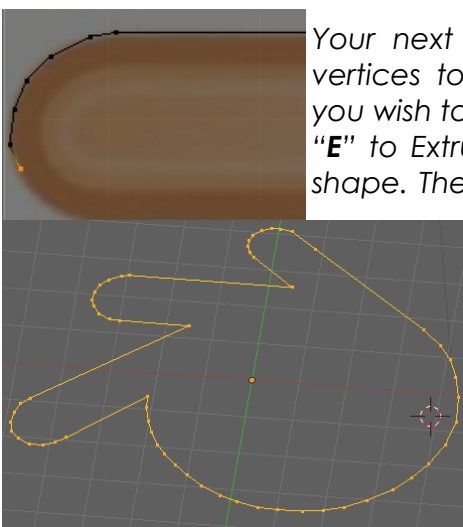 Your next
vertices to
you wish to
“E” to Extru
shape. The